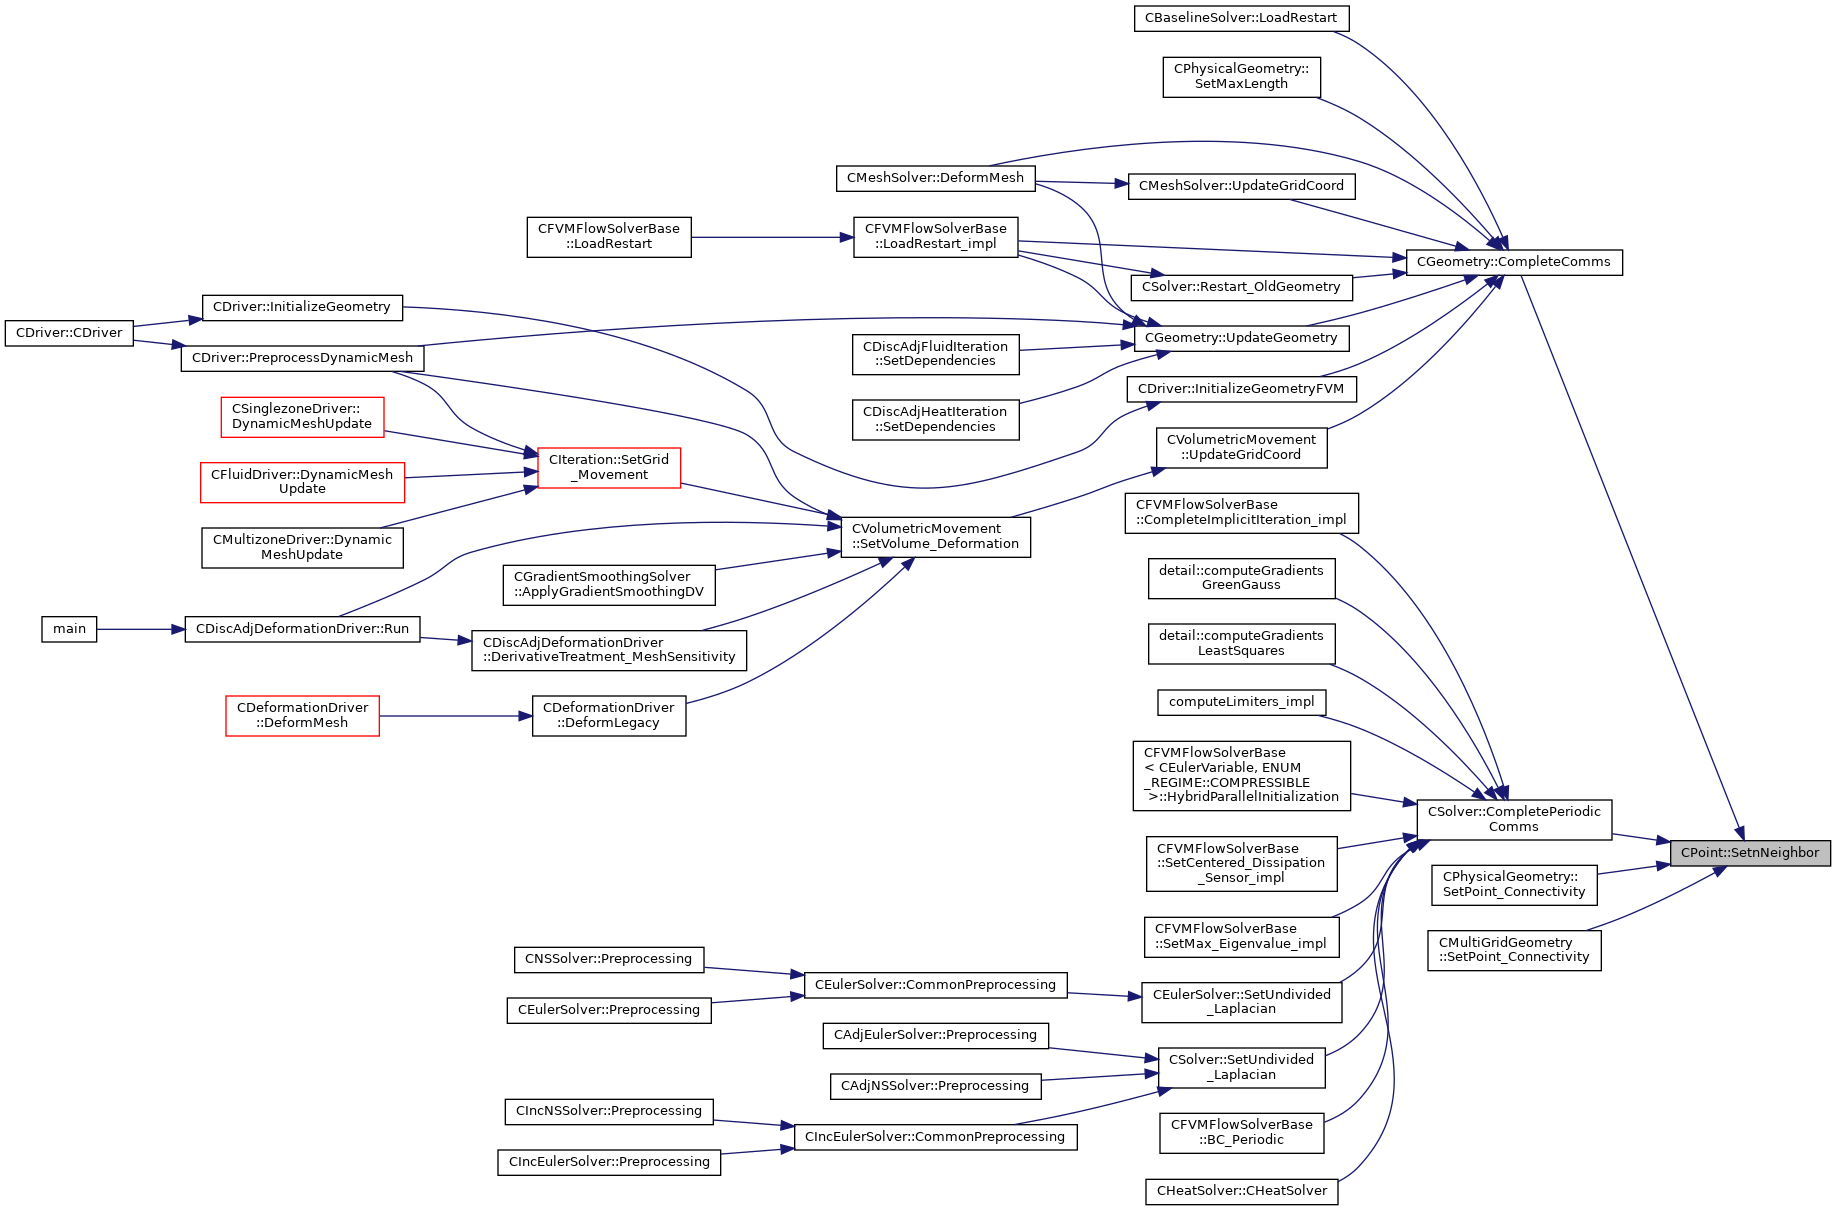 CBaselineSolver::LoadRestart
CPhysicalGeometry::
SetMaxLength
CMeshSolver::DeformMesh
CMeshSolver::UpdateGridCoord
CFVMFlowSolverBase
::LoadRestart
CFVMFlowSolverBase
::LoadRestart_impl
CGeometry::CompleteComms
CSolver::Restart_OldGeometry
CDriver::InitializeGeometry
CDriver::CDriver
CGeometry::UpdateGeometry
CDriver::PreprocessDynamicMesh
CDiscAdjFluidIteration
::SetDependencies
CDriver::InitializeGeometryFVM
CSinglezoneDriver::
DynamicMeshUpdate
CDiscAdjHeatIteration
::SetDependencies
CVolumetricMovement
::UpdateGridCoord
CIteration::SetGrid
_Movement
CFluidDriver::DynamicMesh
Update
CFVMFlowSolverBase
::CompleteImplicitIteration_impl
CMultizoneDriver::Dynamic
MeshUpdate
CVolumetricMovement
::SetVolume_Deformation
CGradientSmoothingSolver
::ApplyGradientSmoothingDV
detail::computeGradients
GreenGauss
main
CDiscAdjDeformationDriver::Run
CDiscAdjDeformationDriver
::DerivativeTreatment_MeshSensitivity
detail::computeGradients
LeastSquares
CDeformationDriver
::DeformMesh
CDeformationDriver
::DeformLegacy
computeLimiters_impl
CFVMFlowSolverBase
< CEulerVariable, ENUM
_REGIME::COMPRESSIBLE
>::HybridParallelInitialization
CSolver::CompletePeriodic
Comms
CPoint::SetnNeighbor
CFVMFlowSolverBase
::SetCentered_Dissipation
_Sensor_impl
CPhysicalGeometry::
SetPoint_Connectivity
CFVMFlowSolverBase
::SetMax_Eigenvalue_impl
CMultiGridGeometry
::SetPoint_Connectivity
CNSSolver::Preprocessing
CEulerSolver::CommonPreprocessing
CEulerSolver::SetUndivided
_Laplacian
CEulerSolver::Preprocessing
CAdjEulerSolver::Preprocessing
CSolver::SetUndivided
_Laplacian
CAdjNSSolver::Preprocessing
CIncNSSolver::Preprocessing
CIncEulerSolver::CommonPreprocessing
CFVMFlowSolverBase
::BC_Periodic
CIncEulerSolver::Preprocessing
CHeatSolver::CHeatSolver